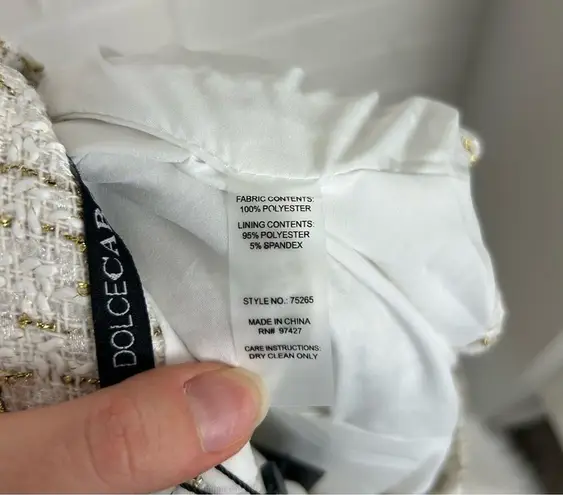 DOLCECAB
FABRIC CONTENTS:
100% POLYESTER
LINING CONTENTS:
95% POLYESTER
5% SPANDEX
STYLE NO.: 75265
MADE IN CHINA
RN# 97427
CARE INSTRUCTIONS:
DRY CLEAN ONLY